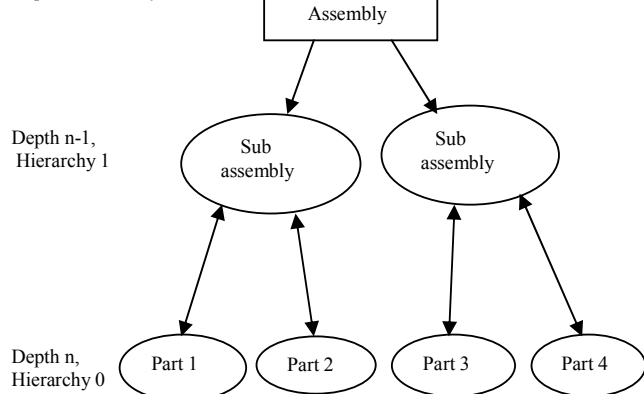 Assembly
Depth n-1,
Hierarchy 1
Sub
assembly
Sub
assembly
Depth n,
Hierarchy 0
Part 1
Part 2
Part 3
Part 4